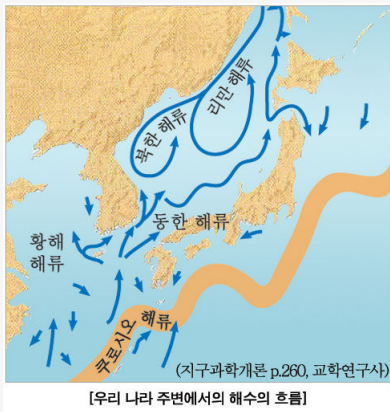 리만 해류
북한 해류
동한 해류
황해
해류
쿠로시오 해류
(지구과학개론 p.260, 교학연구사)
[우리 나라 주변에서의 해수의 흐름]